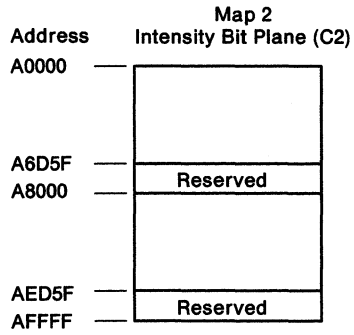 Map 2
Address Intensity Bit Plane (C2)
A0000
A6D5F
Reserved
A8000
AED5F
Reserved
AFFFF